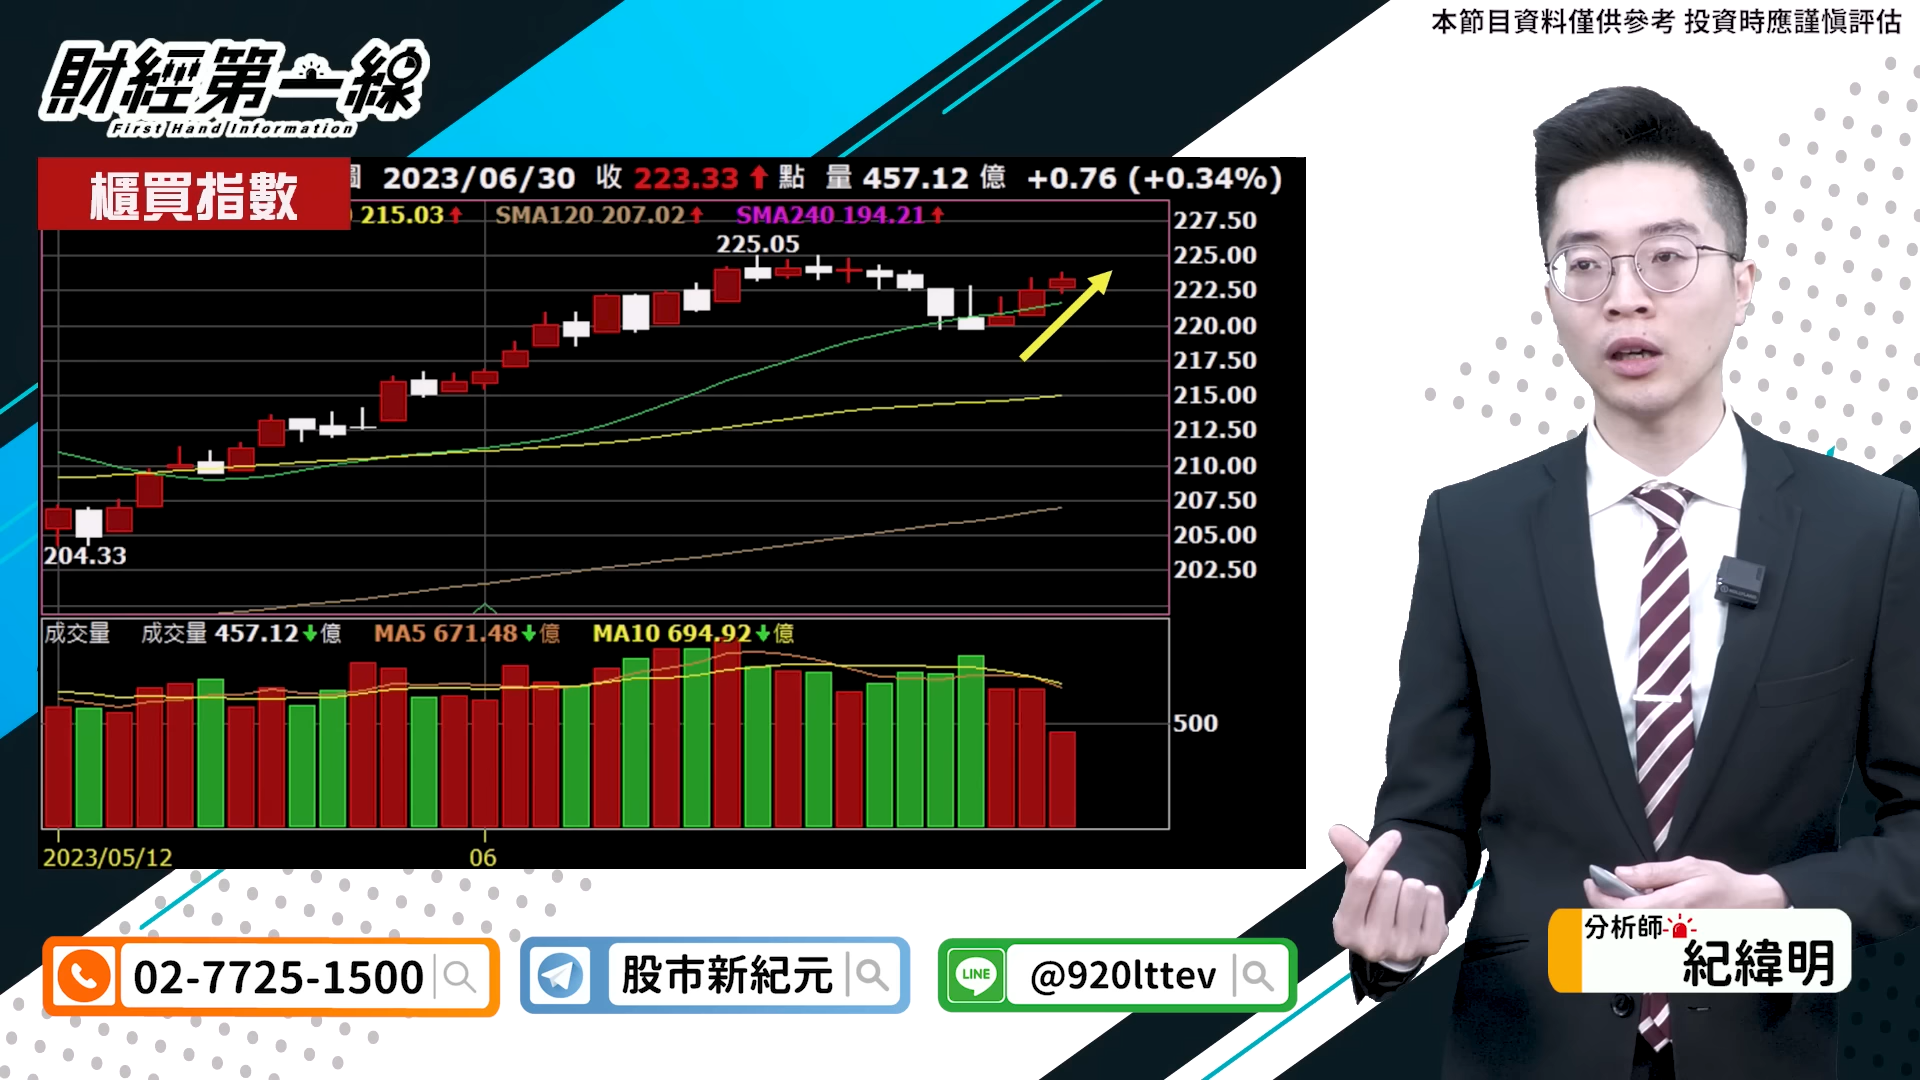 本節目資料僅供參考 投資時應謹慎評估
財經第一線
First Hand Information
櫃買指數
圖 2023/06/30 收 223.33 ↑ 點 量 457.12 億 +0.76 (+0.34%)
0 215.03↑ SMA120 207.02↑ SMA240 194.21↑
225.05
204.33
227.50
225.00
222.50
220.00
217.50
215.00
212.50
210.00
207.50
205.00
202.50
成交量 成交量 457.12↓億 MA5 671.48↓億 MA10 694.92↓億
500
2023/05/12 06
分析師
紀緯明
02-7725-1500
股市新紀元
LINE @920lttev